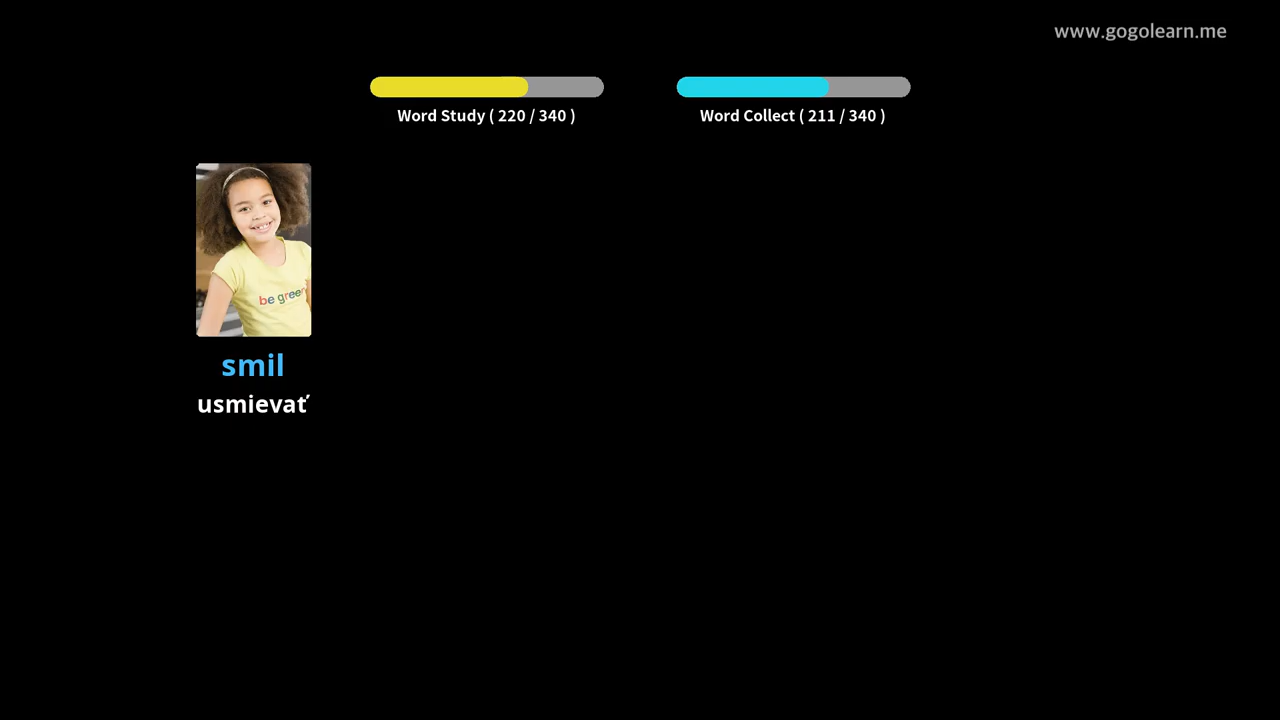 www.gogolearn.me
Word Study ( 220 / 340 )
Word Collect ( 211 / 340 )
be green
smil
usmievať